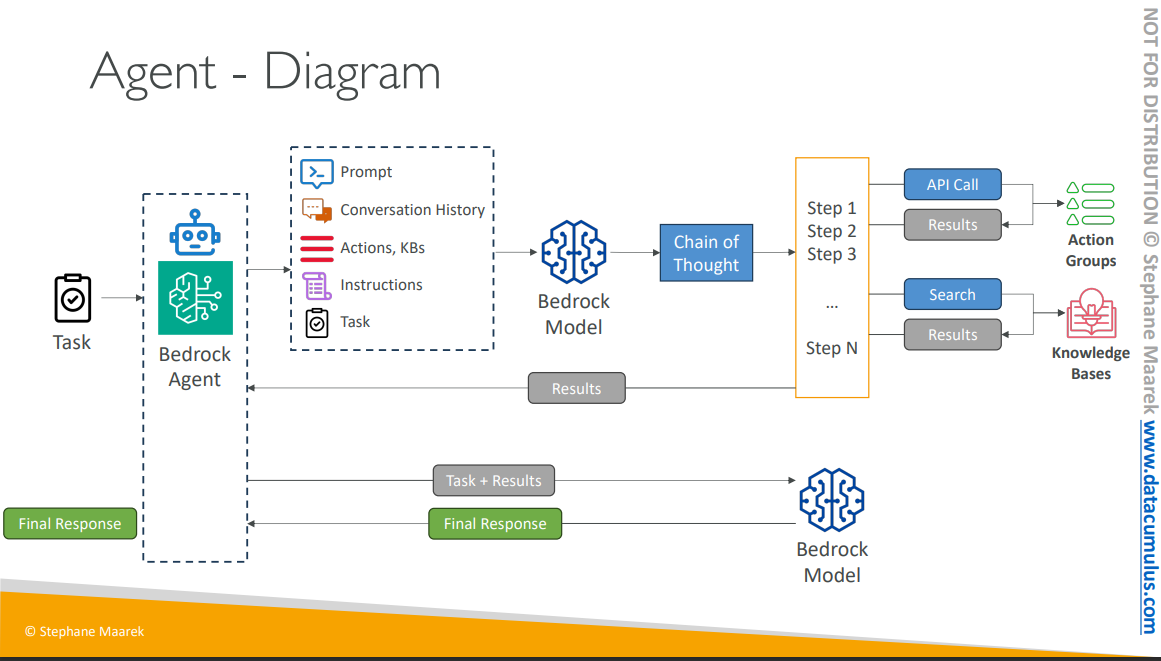 Agent - Diagram
Prompt
Conversation History
Actions, KBs
Instructions
Task
Task
Bedrock
Agent
Bedrock
Model
Chain of
Thought
Step 1
Step 2
Step 3
...
Step N
API Call
Results
Action
Groups
Search
Results
Knowledge
Bases
Results
Task + Results
Final Response
Final Response
Bedrock
Model
© Stephane Maarek
NOT FOR DISTRIBUTION © Stephane Maarek www.datacumulus.com